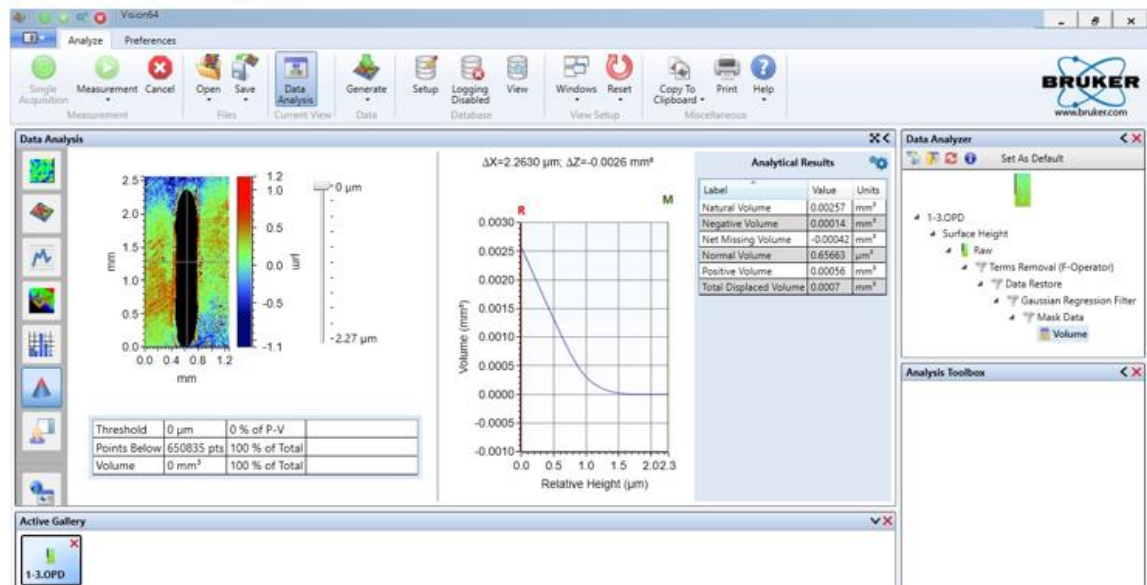 Vision64
Analyze Preferences
Single Acquisition Measurement Cancel Open Save Data Analysis Generate Setup Logging Disabled View Windows Reset Copy To Clipboard Print Help
Measurement Files Current View Data Database View Setup Miscellaneous
BRUKER
www.bruker.com
Data Analysis
2.5
2.0
1.5
1.0
0.5
0.0
mm
0.0 0.4 0.8 1.2
mm
1.2
1.0
0.5
0.0
-0.5
-1.1
µm
0 µm
-2.27 µm
Threshold 0 µm 0 % of P-V
Points Below 650835 pts 100 % of Total
Volume 0 mm³ 100 % of Total
ΔX=2.2630 µm; ΔZ=-0.0026 mm³
R M
0.0030
0.0025
0.0020
0.0015
0.0010
0.0005
0.0000
-0.0005
-0.0010
Volume (mm³)
0.0 0.5 1.0 1.5 2.02.3
Relative Height (µm)
Analytical Results
Label Value Units
Natural Volume 0.00257 mm³
Negative Volume 0.00014 mm³
Net Missing Volume -0.00042 mm³
Normal Volume 0.65663 µm³
Positive Volume 0.00056 mm³
Total Displaced Volume 0.0007 mm³
Data Analyzer
Set As Default
1-3.OPD
Surface Height
Raw
Terms Removal (F-Operator)
Data Restore
Gaussian Regression Filter
Mask Data
Volume
Analysis Toolbox
Active Gallery
1-3.OPD